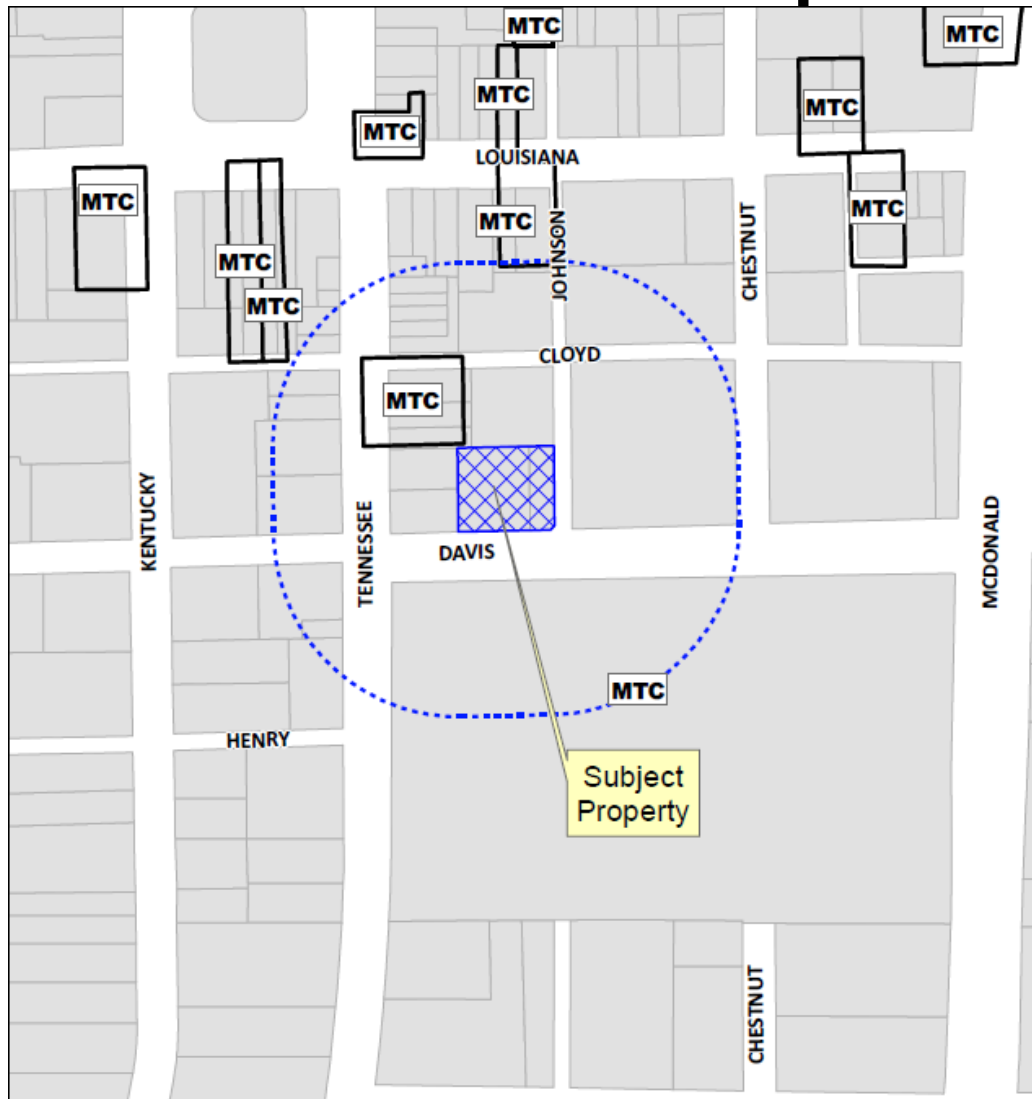 MTC
MTC
MTC
MTC
MTC
LOUISIANA
MTC
MTC
MTC
JOHNSON
CHESTNUT
MTC
MTC
CLOYD
MTC
KENTUCKY
TENNESSEE
DAVIS
MCDONALD
MTC
HENRY
Subject
Property
CHESTNUT